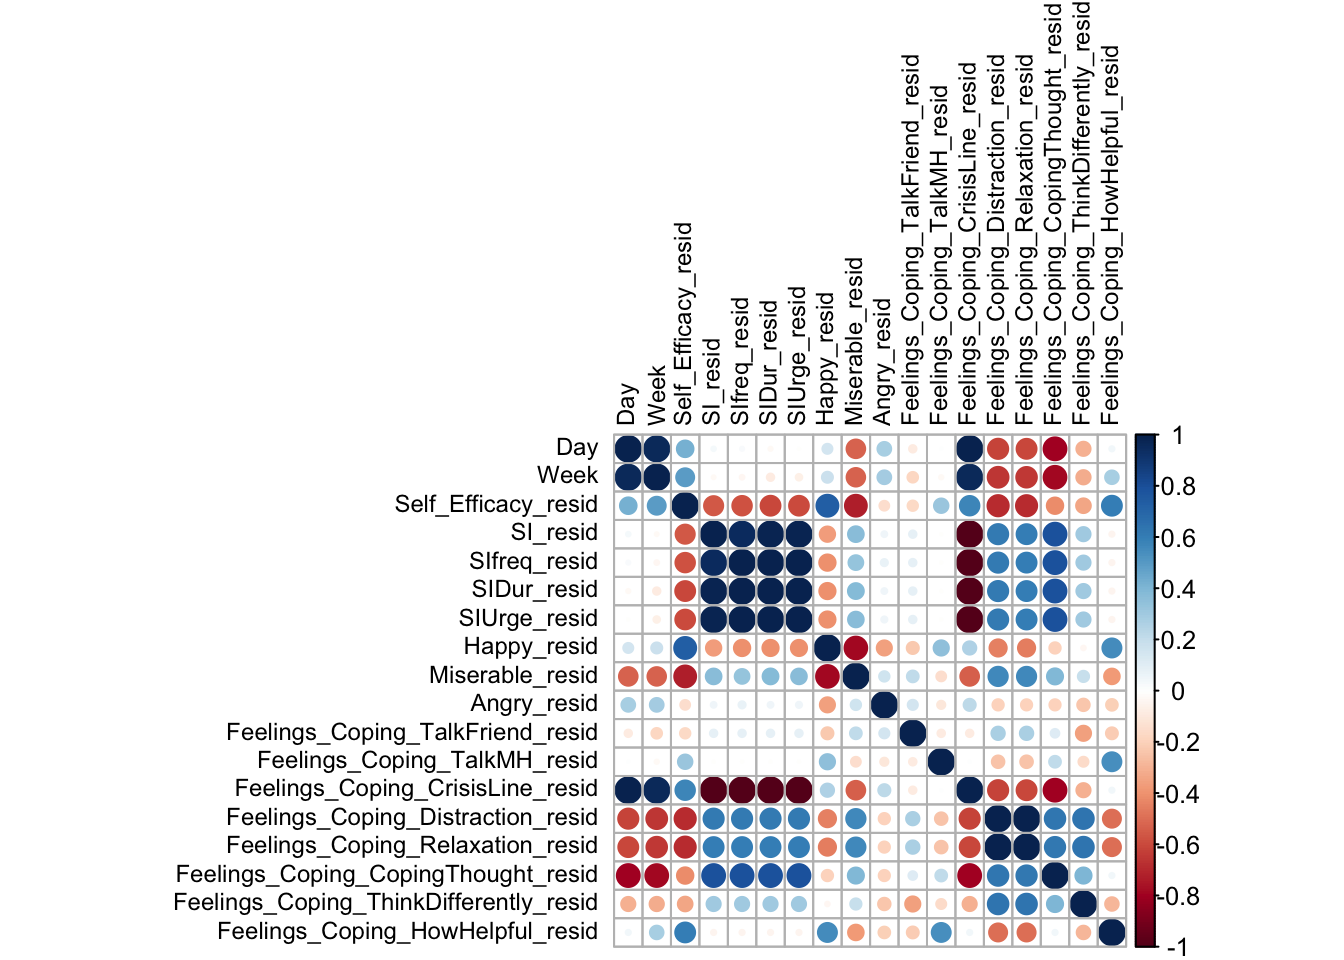 Day
Week
Self_Efficacy_resid
SI_resid
SIfreq_resid
SIDur_resid
SIUrge_resid
Happy_resid
Miserable_resid
Angry_resid
Feelings_Coping_TalkFriend_resid
Feelings_Coping_TalkMH_resid
Feelings_Coping_CrisisLine_resid
Feelings_Coping_Distraction_resid
Feelings_Coping_Relaxation_resid
Feelings_Coping_CopingThought_resid
Feelings_Coping_ThinkDifferently_resid
Feelings_Coping_HowHelpful_resid
Day
Week
Self_Efficacy_resid
SI_resid
SIfreq_resid
SIDur_resid
SIUrge_resid
Happy_resid
Miserable_resid
Angry_resid
Feelings_Coping_TalkFriend_resid
Feelings_Coping_TalkMH_resid
Feelings_Coping_CrisisLine_resid
Feelings_Coping_Distraction_resid
Feelings_Coping_Relaxation_resid
Feelings_Coping_CopingThought_resid
Feelings_Coping_ThinkDifferently_resid
Feelings_Coping_HowHelpful_resid
1
0.8
0.6
0.4
0.2
0
-0.2
-0.4
-0.6
-0.8
-1